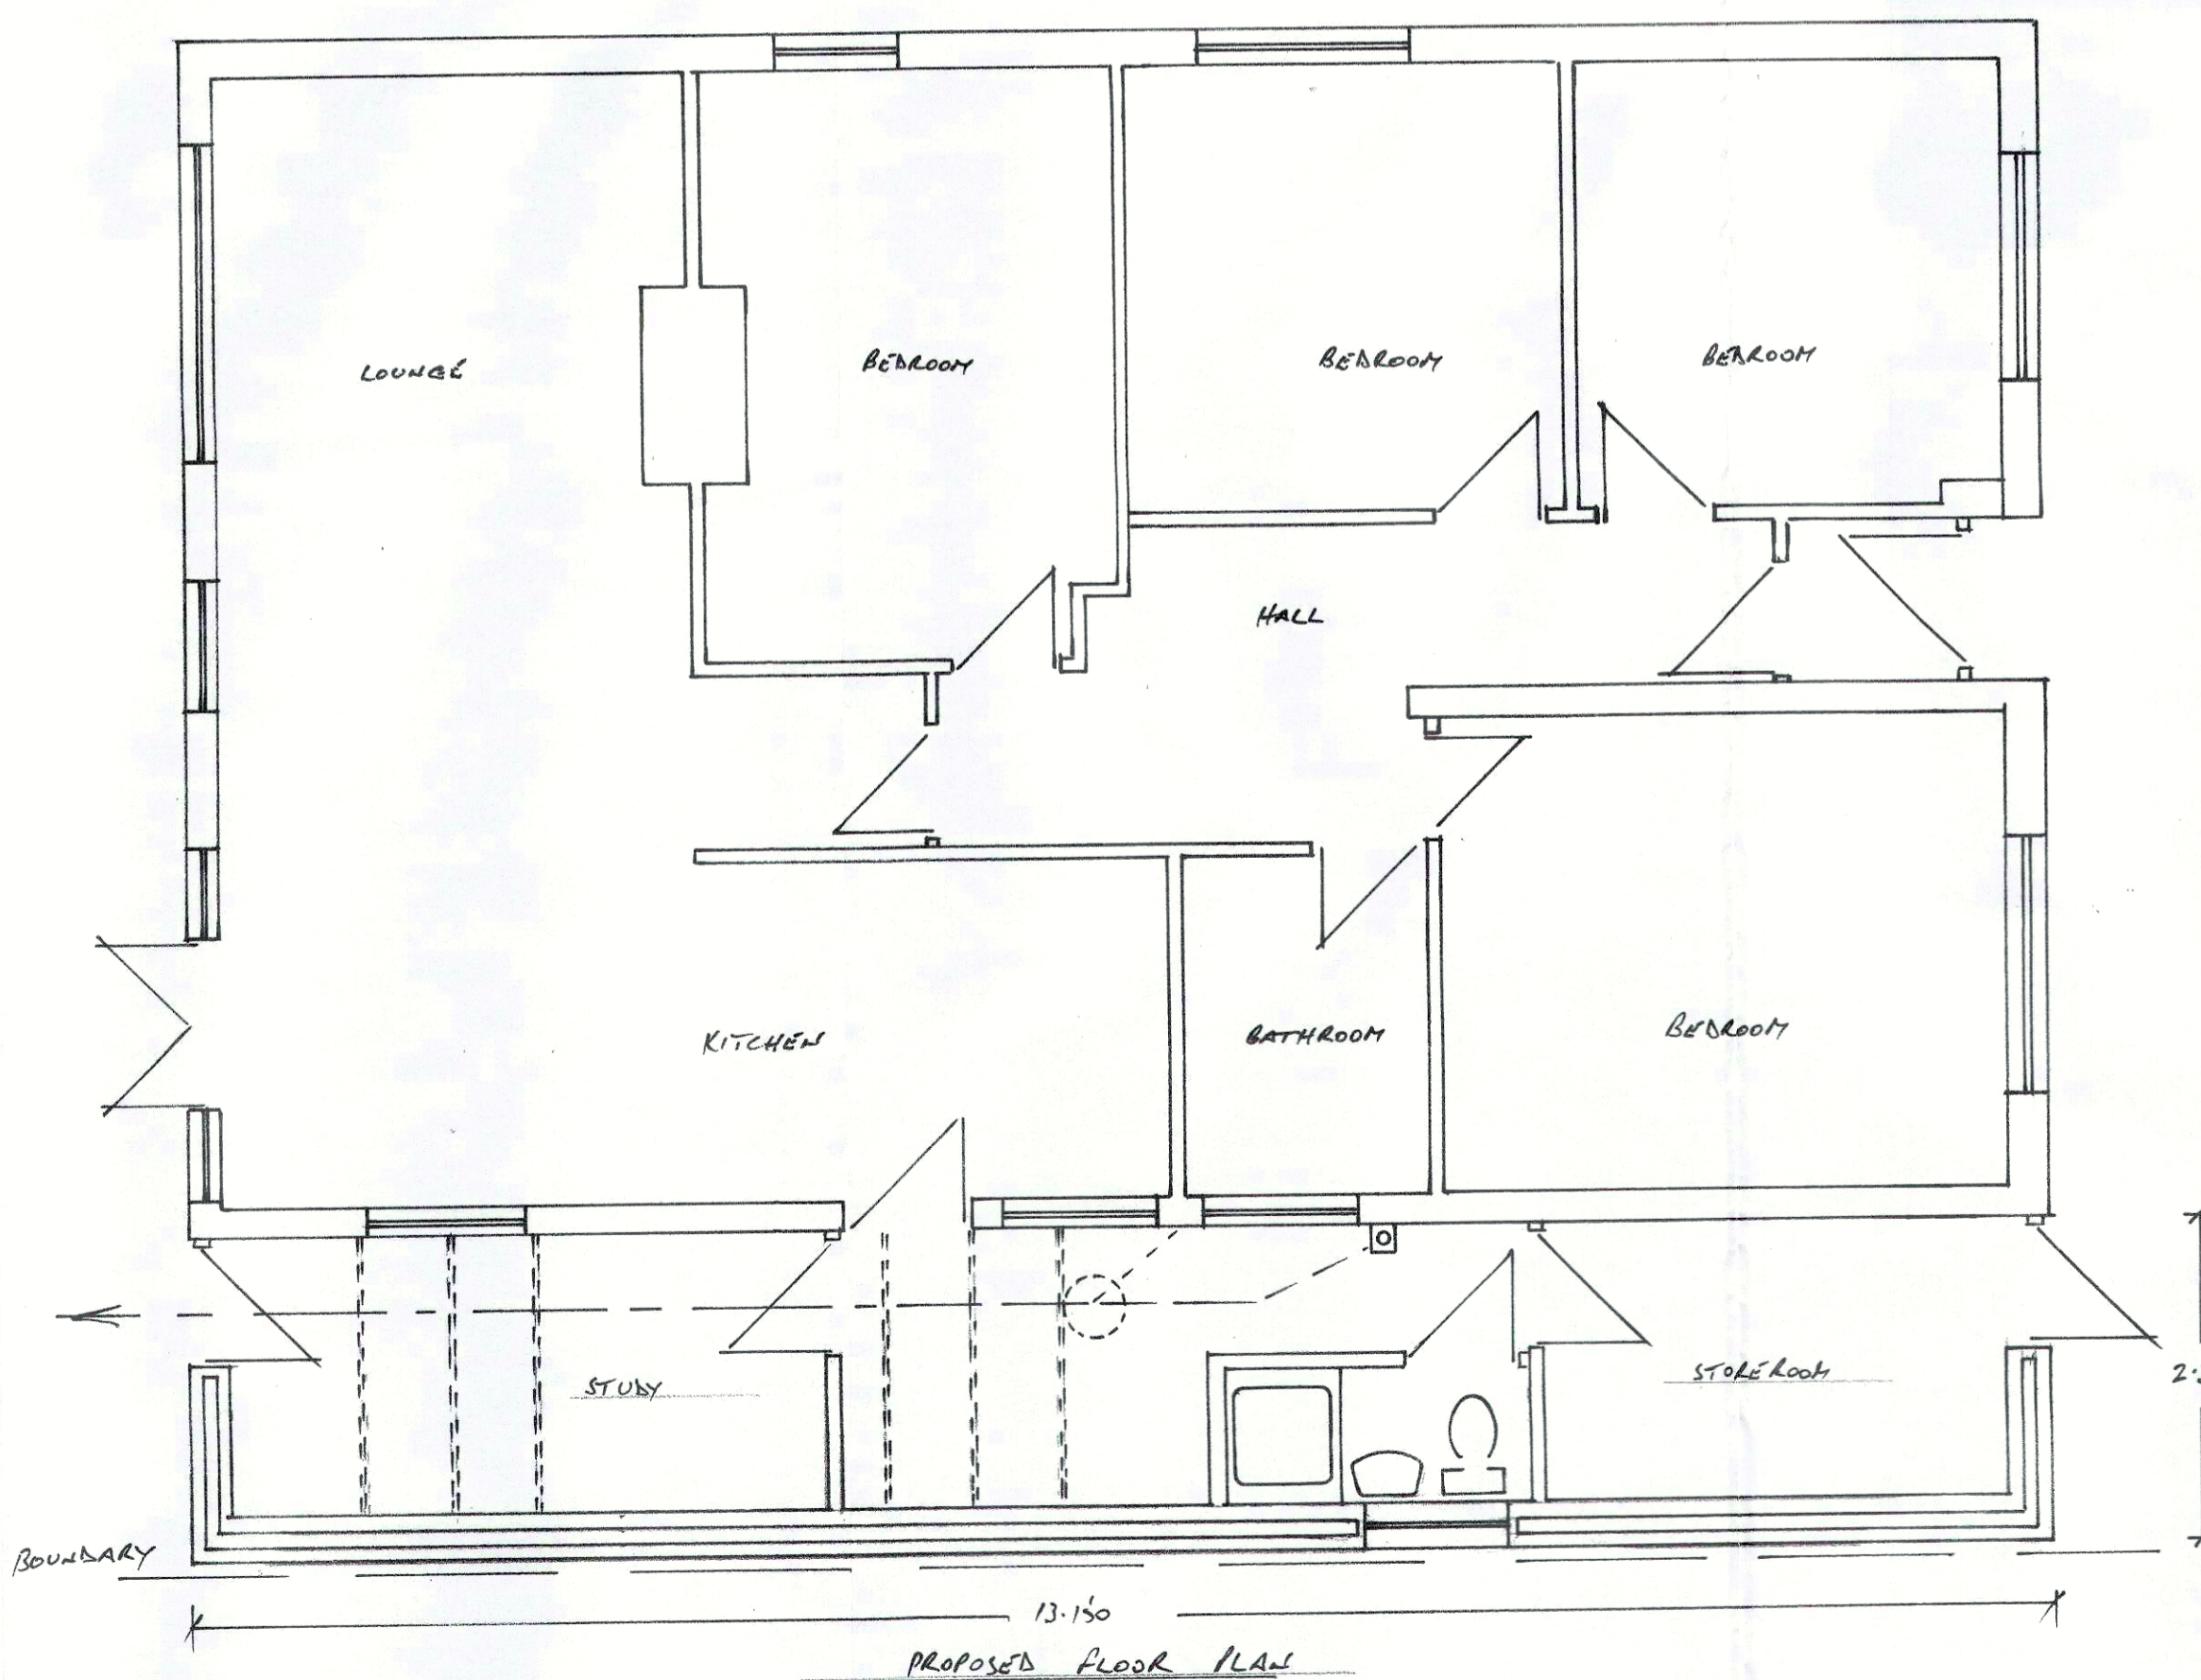 LOUNGE
BEDROOM
BEDROOM
BEDROOM
HALL
KITCHEN
BATHROOM
BEDROOM
STUDY
STOREROOM
BOUNDARY
13.150
PROPOSED FLOOR PLAN